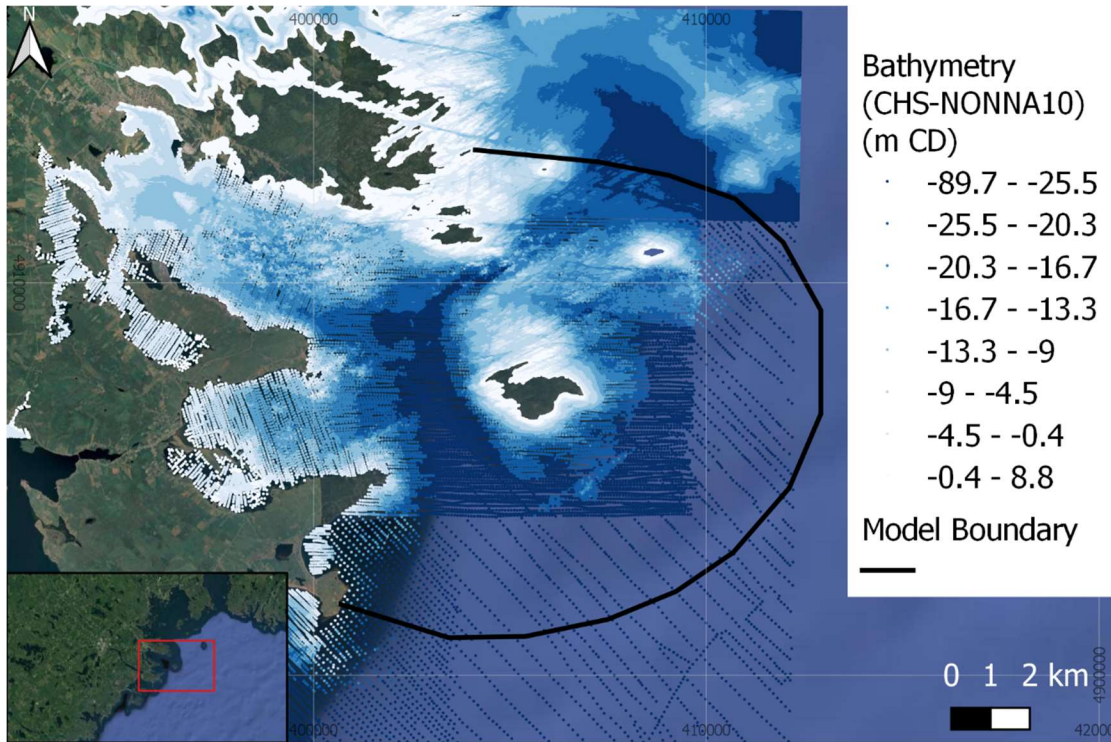 N
400000
410000
4910000
Bathymetry
(CHS-NONNA10)
(m CD)
-89.7 - -25.5
-25.5 - -20.3
-20.3 - -16.7
-16.7 - -13.3
-13.3 - -9
-9 - -4.5
-4.5 - -0.4
-0.4 - 8.8
Model Boundary
4900000
0 1 2 km
400000
410000
42000